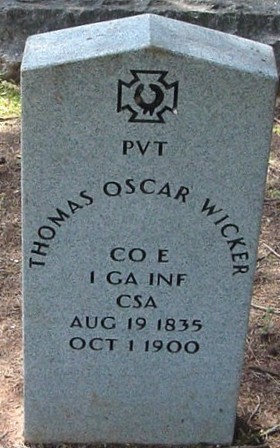 PVT
THOMAS OSCAR WICKER
CO E
1 GA INF
CSA
AUG 19 1835
OCT 1 1900